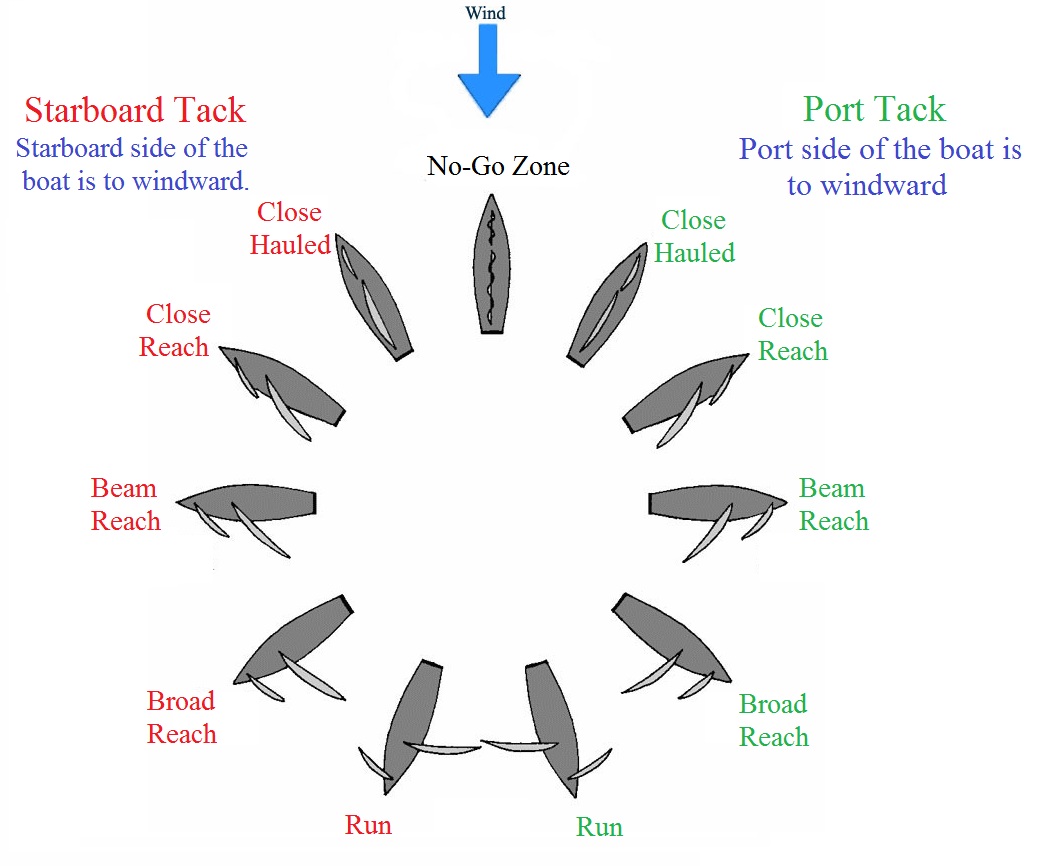 Wind
Starboard Tack
Starboard side of the
boat is to windward.
Port Tack
Port side of the boat is
to windward
No-Go Zone
Close
Hauled
Close
Hauled
Close
Reach
Close
Reach
Beam
Reach
Beam
Reach
Broad
Reach
Broad
Reach
Run
Run